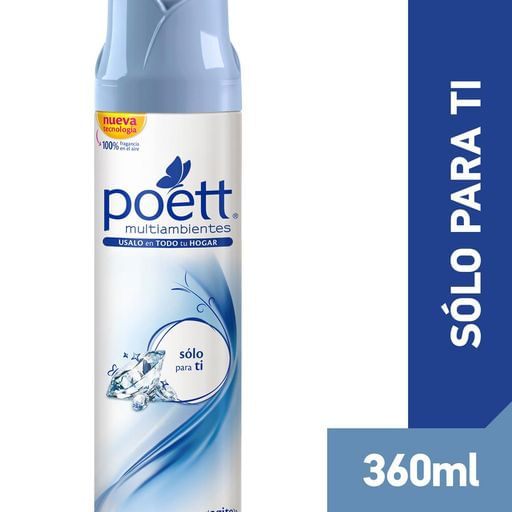 nueva
tecnología
100% fragancia
en el aire
poett®
multiambientes
USALO en TODO tu HOGAR
sólo
para ti
SÓLO PARA TI
360ml